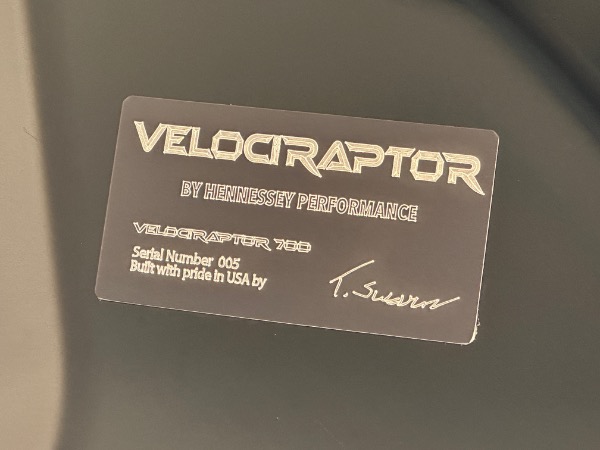 VELOCIRAPTOR
BY HENNESSEY PERFORMANCE
VELOCIRAPTOR 700
Serial Number 005
Built with pride in USA by